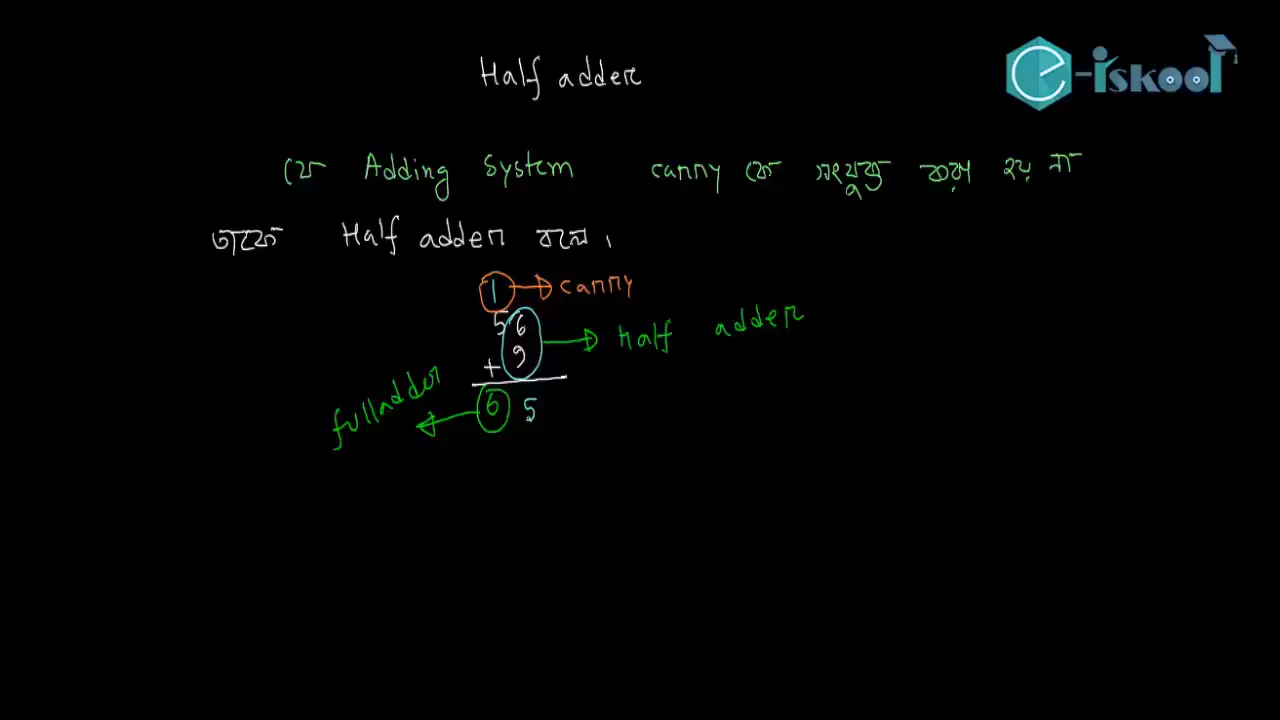 Half adder
e-iskool
যে Adding System carry কে সংযুক্ত করা হয় না
তাকে Half adder বলে।
1 carry
56
Half adder
+ 9
fulladder
6 5